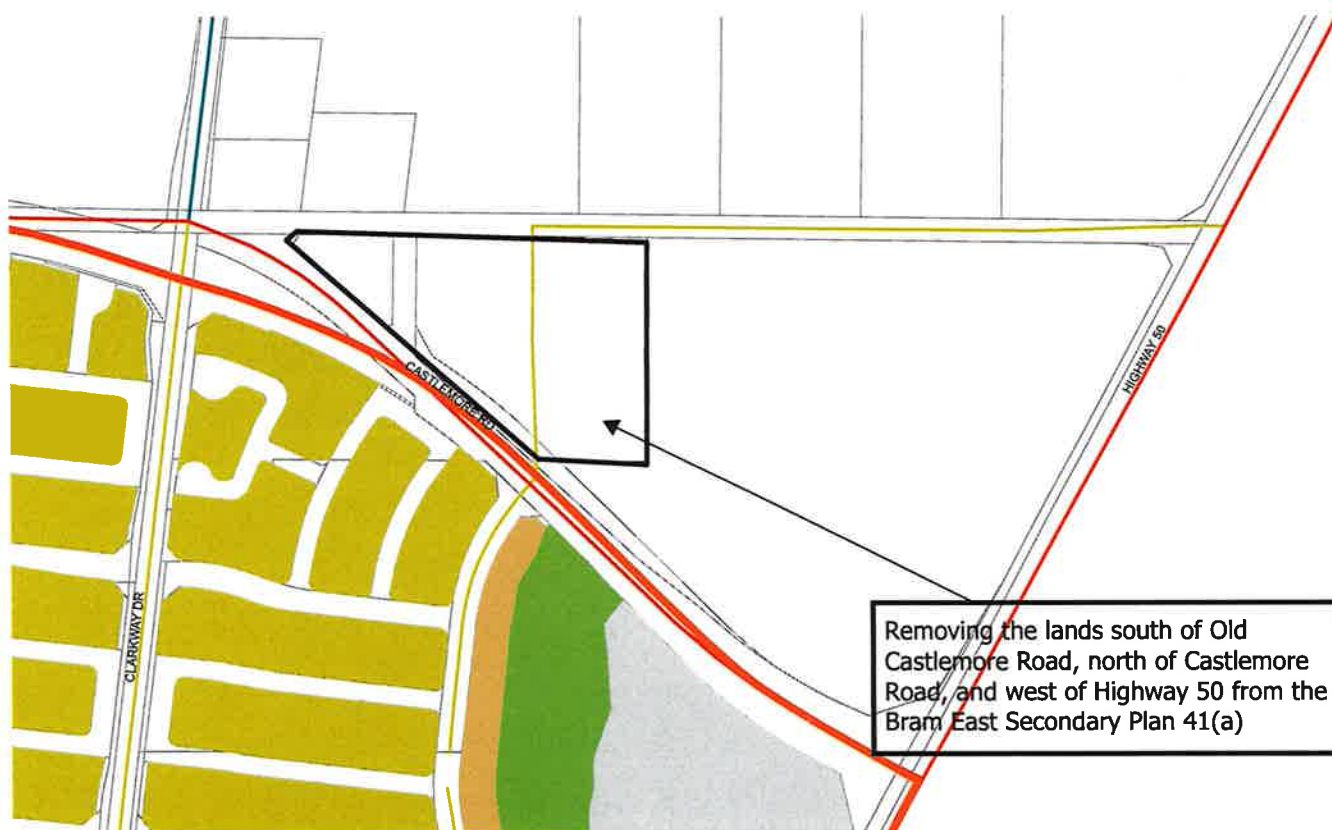 HIGHWAY 50
CASTLEMORE RD
CLARKWAY DR
Removing the lands south of Old
Castlemore Road, north of Castlemore
Road, and west of Highway 50 from the
Bram East Secondary Plan 41(a)